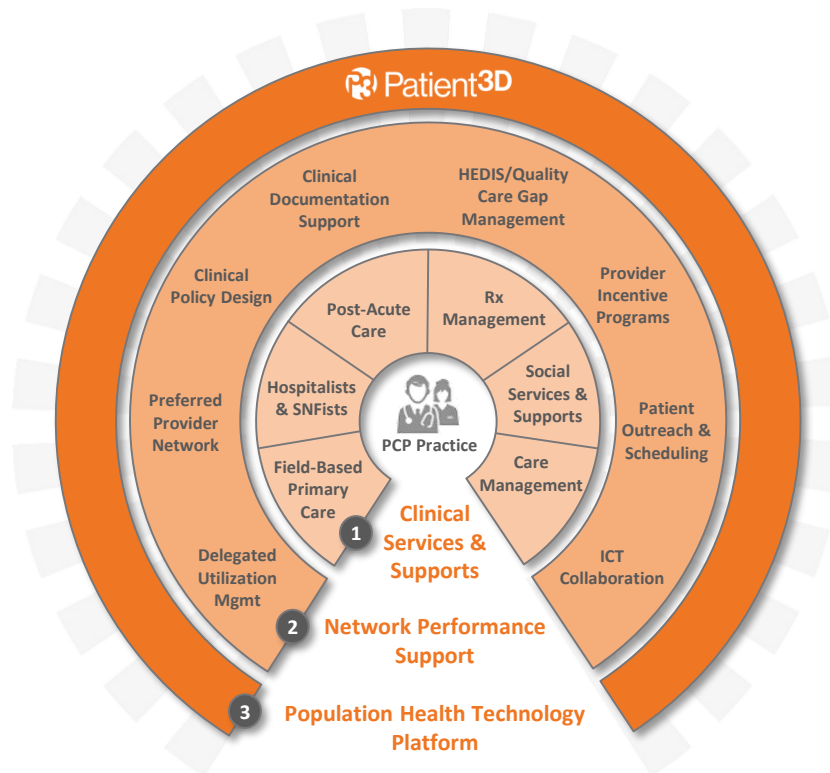 P3 Patient3D
Clinical
Documentation
Support
HEDIS/Quality
Care Gap
Management
Clinical
Policy Design
Provider
Incentive
Programs
Preferred
Provider
Network
Patient
Outreach &
Scheduling
Delegated
Utilization
Mgmt
ICT
Collaboration
Post-Acute
Care
Rx
Management
Hospitalists
& SNFists
Social
Services &
Supports
Field-Based
Primary
Care
Care
Management
PCP Practice
1
Clinical
Services &
Supports
2
Network Performance
Support
3
Population Health Technology
Platform